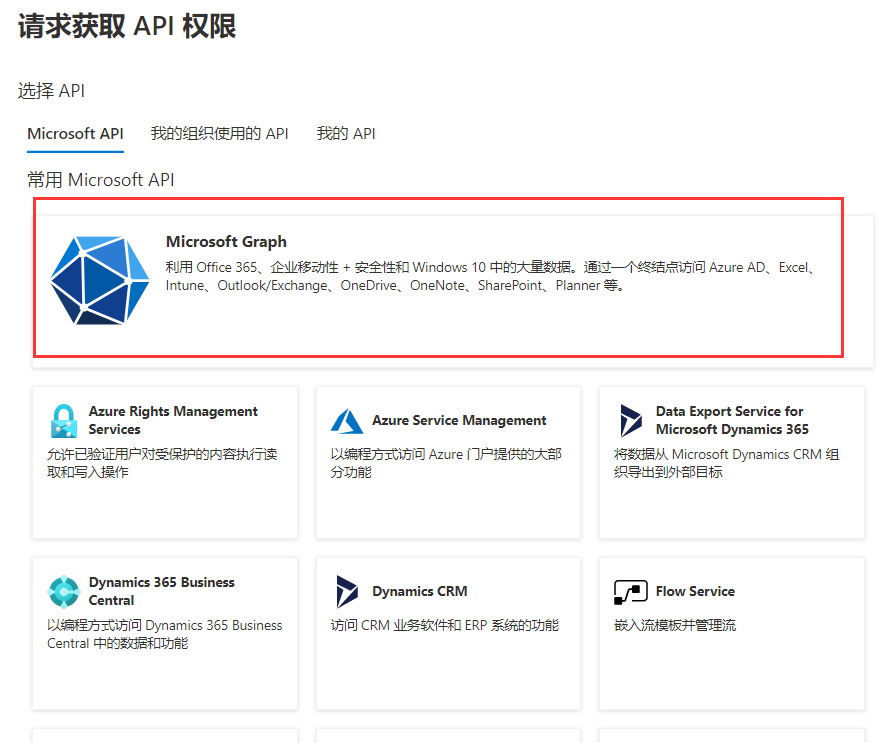 请求获取 API 权限
选择 API
Microsoft API
我的组织使用的 API
我的 API
常用 Microsoft API
Microsoft Graph
利用 Office 365、企业移动性 + 安全性和 Windows 10 中的大量数据。通过一个终结点访问 Azure AD、Excel、
Intune、Outlook/Exchange、OneDrive、OneNote、SharePoint、Planner 等。
Azure Rights Management
Services
允许已验证用户对受保护的内容执行读
取和写入操作
Azure Service Management
以编程方式访问 Azure 门户提供的大部
分功能
Data Export Service for
Microsoft Dynamics 365
将数据从 Microsoft Dynamics CRM 组
织导出到外部目标
Dynamics 365 Business
Central
以编程方式访问 Dynamics 365 Business
Central 中的数据和功能
Dynamics CRM
访问 CRM 业务软件和 ERP 系统的功能
Flow Service
嵌入流模板并管理流